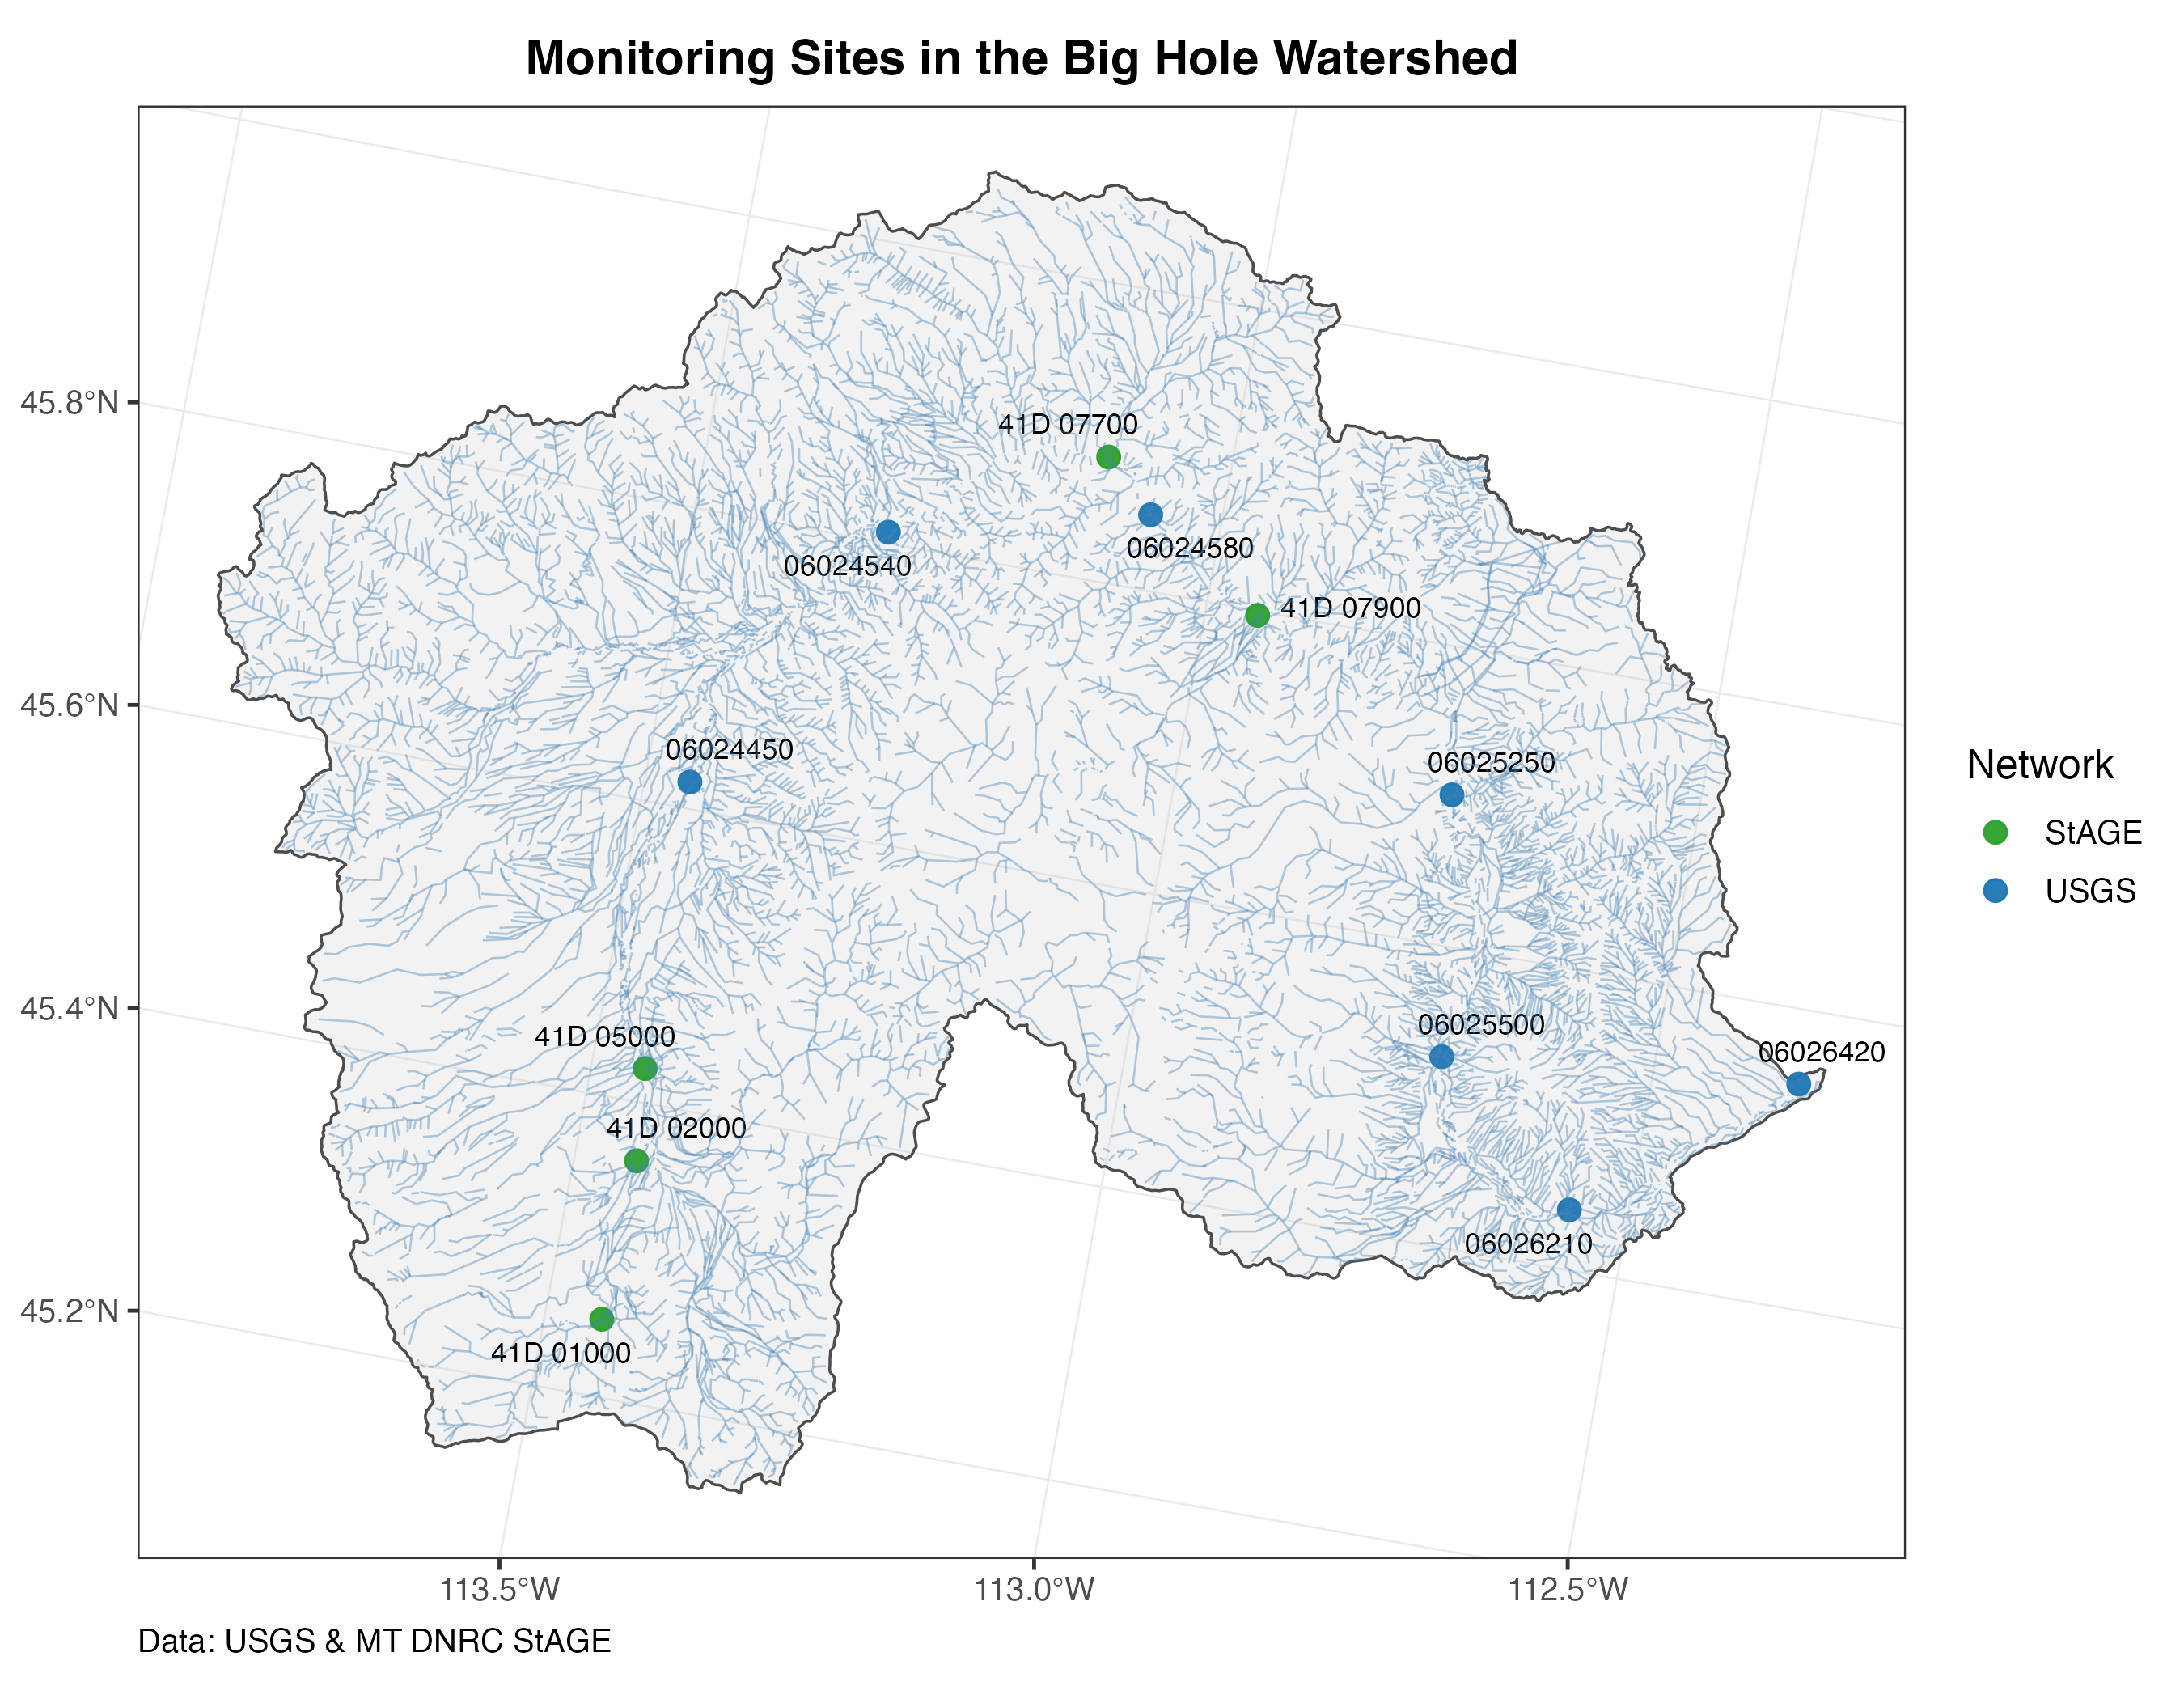 Monitoring Sites in the Big Hole Watershed
45.8°N
45.6°N
45.4°N
45.2°N
41D 07700
06024580
06024540
41D 07900
06024450
06025250
06025500
41D 05000
06026420
41D 02000
06026210
41D 01000
113.5°W
113.0°W
112.5°W
Network
StAGE
USGS
Data: USGS & MT DNRC StAGE